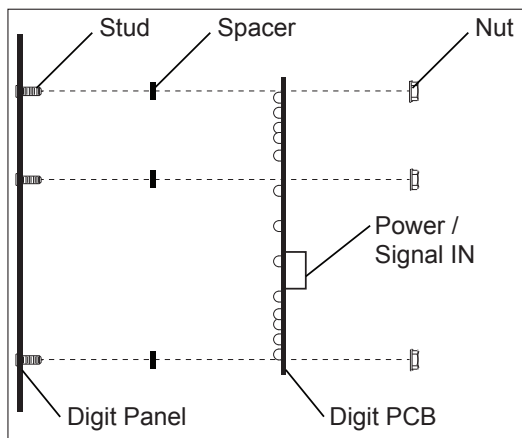 Stud
Spacer
Nut
Power /
Signal IN
Digit Panel
Digit PCB